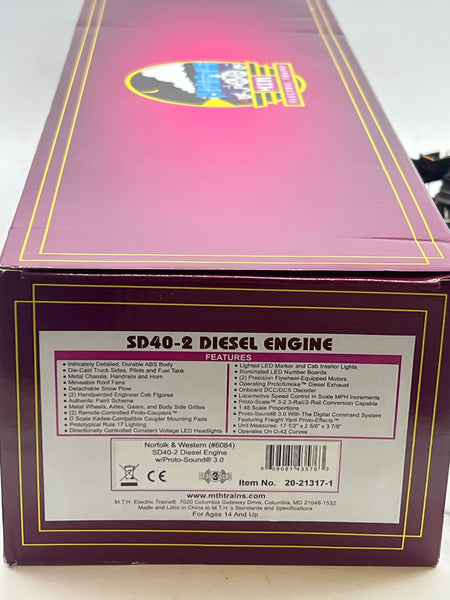 MTH
ELECTRIC TRAINS
SD40-2 DIESEL ENGINE
FEATURES
• Intricately Detailed, Durable ABS Body
• Die-Cast Truck Sides, Pilots and Fuel Tank
• Metal Chassis, Handrails and Horn
• Moveable Roof Fans
• Detachable Snow Plow
• (2) Handpainted Engineer Cab Figures
• Authentic Paint Scheme
• Metal Wheels, Axles, Gears, and Body Side Grilles
• (2) Remote Controlled Proto-Couplers™
• O Scale Kadee-Compatible Coupler Mounting Pads
• Prototypical Rule 17 Lighting
• Directionally Controlled Constant Voltage LED Headlights
• Lighted LED Marker and Cab Interior Lights
• Illuminated LED Number Boards
• (2) Precision Flywheel-Equipped Motors
• Operating ProtoSmoke™ Diesel Exhaust
• Onboard DCC/DCS Decoder
• Locomotive Speed Control In Scale MPH Increments
• Proto-Scale™ 3-2 3-Rail/2-Rail Conversion Capable
• 1:48 Scale Proportions
• Proto-Sound® 3.0 With The Digital Command System
Featuring Freight Yard Proto-Effects™
• Unit Measures: 17 1/2" x 2 5/8" x 3 7/8"
• Operates On O-42 Curves
Norfolk & Western (#6084)
SD40-2 Diesel Engine
w/Proto-Sound® 3.0
CE
3
6 58081 43578 3
Item No. 20-21317-1
www.mthtrains.com
M.T.H. Electric Trains® 7020 Columbia Gateway Drive, Columbia, MD 21046-1532
Made and Litho in China to M.T.H.'s Standards and Specifications
For Ages 14 And Up